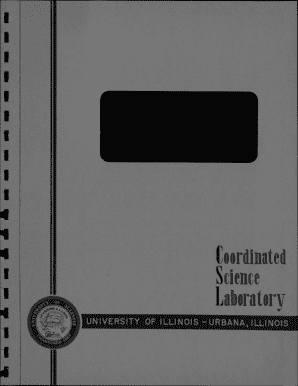 Coordinated
Science
Laboratory
UNIVERSITY OF ILLINOIS – URBANA, ILLINOIS